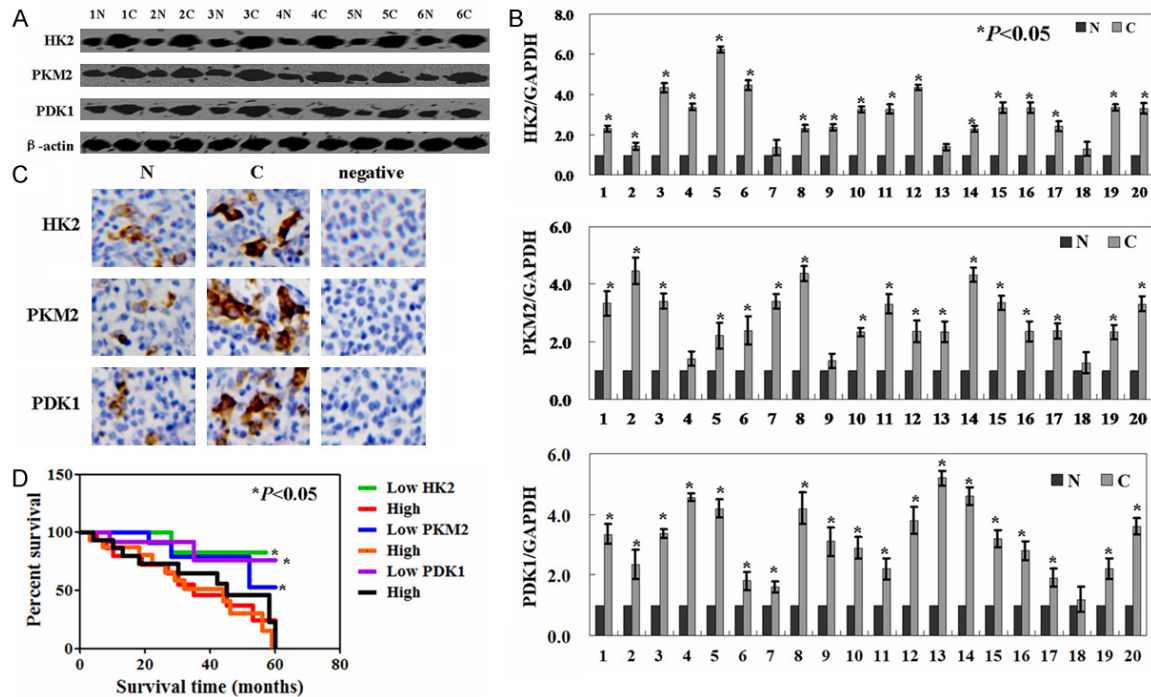 A
1N 1C 2N 2C 3N 3C 4N 4C 5N 5C 6N 6C
HK2
PKM2
PDK1
β-actin
B
HK2/GAPDH
8.0
6.0
4.0
2.0
0.0
*P<0.05
N C
* * * * * * * * * * * * * * * * *
1 2 3 4 5 6 7 8 9 10 11 12 13 14 15 16 17 18 19 20
PKM2/GAPDH
6.0
4.0
2.0
0.0
N C
* * * * * * * * * * * * * * * * *
1 2 3 4 5 6 7 8 9 10 11 12 13 14 15 16 17 18 19 20
PDK1/GAPDH
6.0
4.0
2.0
0.0
N C
* * * * * * * * * * * * * * * * * * *
1 2 3 4 5 6 7 8 9 10 11 12 13 14 15 16 17 18 19 20
C
N C negative
HK2
PKM2
PDK1
D
Percent survival
150
100
50
0
*P<0.05
*
*
*
0 20 40 60 80
Survival time (months)
Low HK2
High
Low PKM2
High
Low PDK1
High